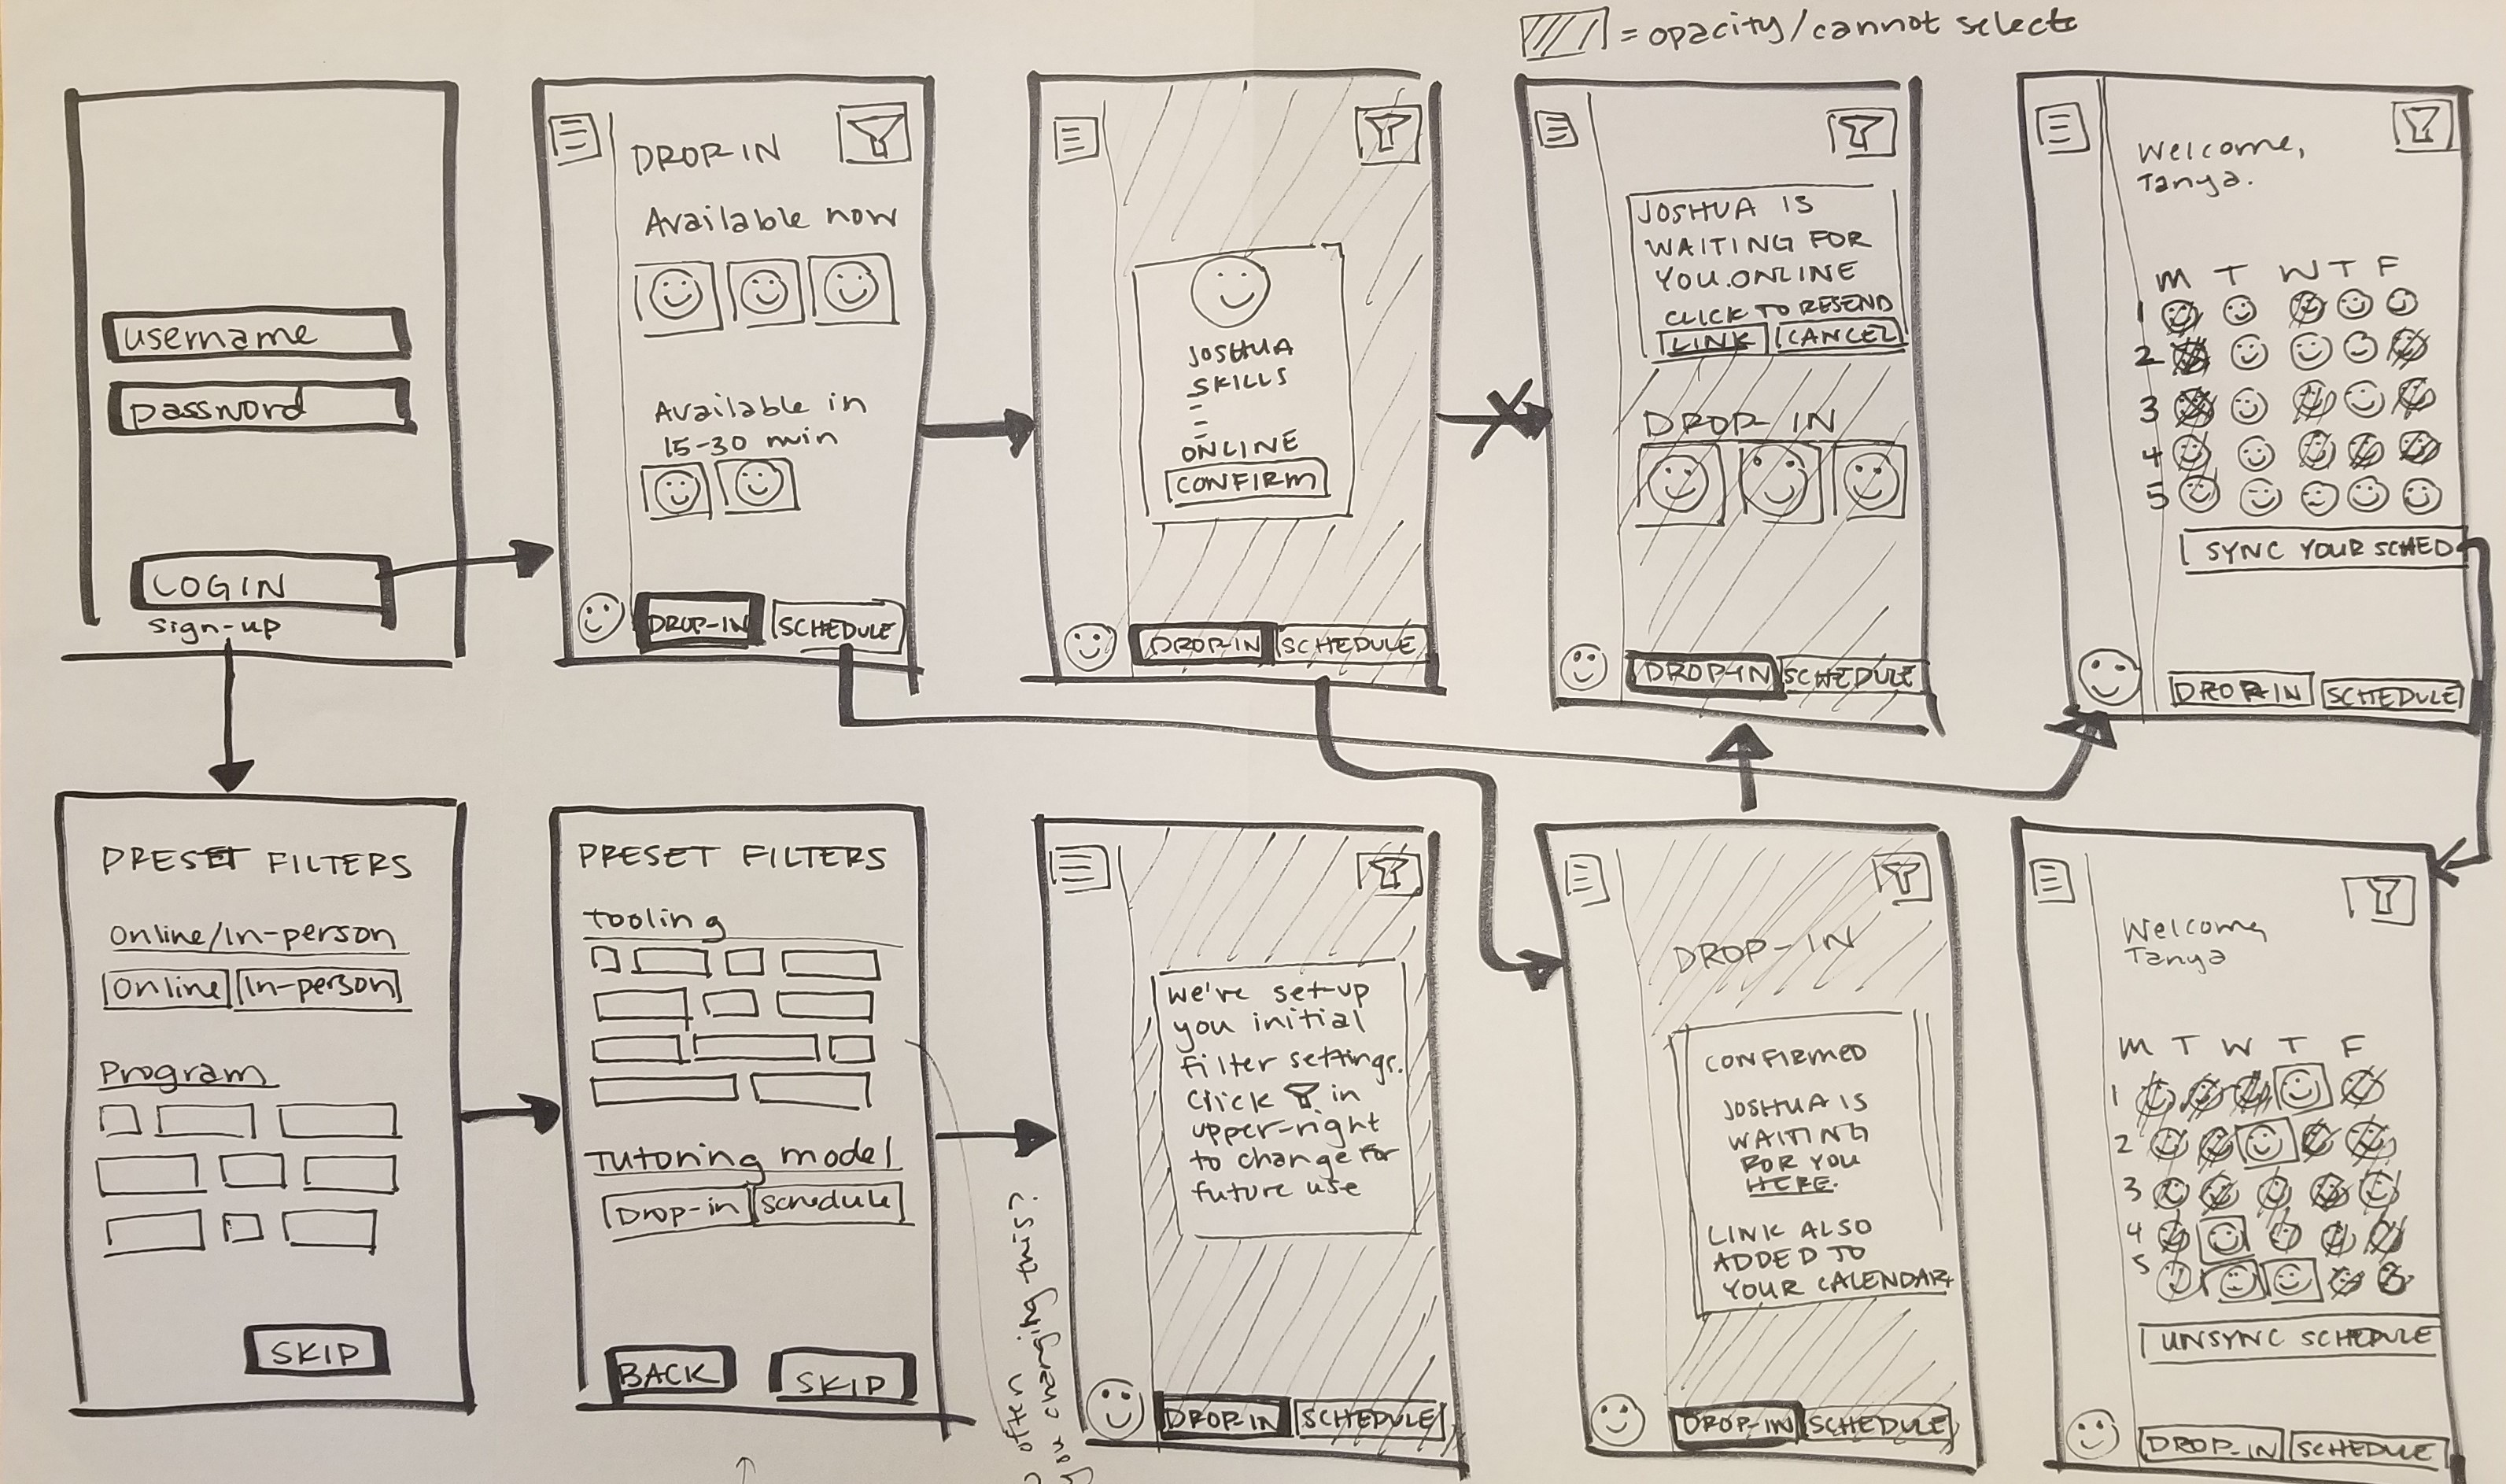 = opacity/cannot select
username
password
LOGIN
sign-up
DROP-IN
Available now
Available in
15-30 min
DROP-IN
SCHEDULE
JOSHUA
SKILLS
ONLINE
CONFIRM
DROP-IN
SCHEDULE
JOSHUA IS
WAITING FOR
YOU.ONLINE
CLICK TO RESEND
LINK
CANCEL
DROP-IN
DROP-IN
SCHEDULE
Welcome,
Tanya.
M T W T F
1
2
3
4
5
SYNC YOUR SCHED
DROP-IN
SCHEDULE
PRESET FILTERS
Online/In-person
Online
In-person
Program
SKIP
PRESET FILTERS
tooling
Tutoring model
Drop-in
Schedule
BACK
SKIP
often
you changing this?
We're set-up
you initial
filter settings.
Click in
upper-right
to change for
future use
DROP-IN
SCHEDULE
DROP-IN
CONFIRMED
JOSHUA IS
WAITING
FOR YOU
HERE.
LINK ALSO
ADDED TO
YOUR CALENDAR
DROP-IN
SCHEDULE
Welcome,
Tanya
M T W T F
1
2
3
4
5
UNSYNC SCHEDULE
DROP-IN
SCHEDULE